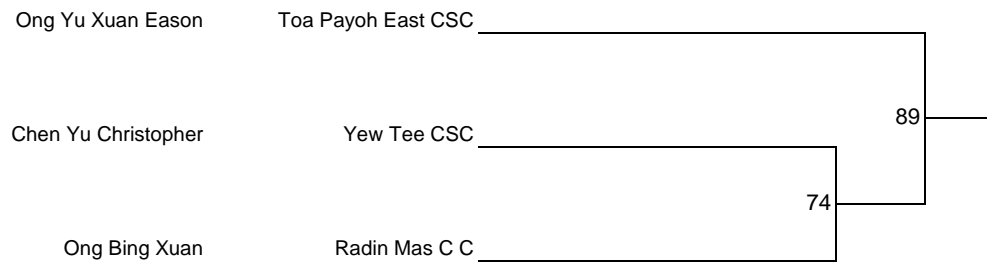 Ong Yu Xuan Eason Toa Payoh East CSC
89
Chen Yu Christopher Yew Tee CSC
74
Ong Bing Xuan Radin Mas C C